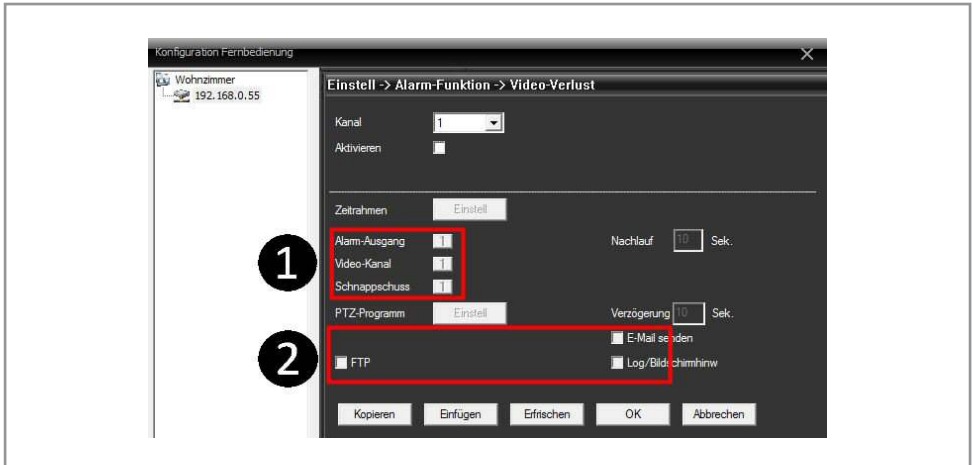 Konfiguration Fernbedienung
Wohnzimmer
192.168.0.55
Einstell -> Alarm-Funktion -> Video-Verlust
Kanal 1
Aktivieren
Zeitrahmen Einstell
Alarm-Ausgang 1 Nachlauf 10 Sek.
1
Video-Kanal 1
Schnappschuss 1
PTZ-Programm Einstell Verzögerung 10 Sek.
E-Mail senden
2
FTP Log/Bildschirmhinw
Kopieren Einfügen Erfrischen OK Abbrechen